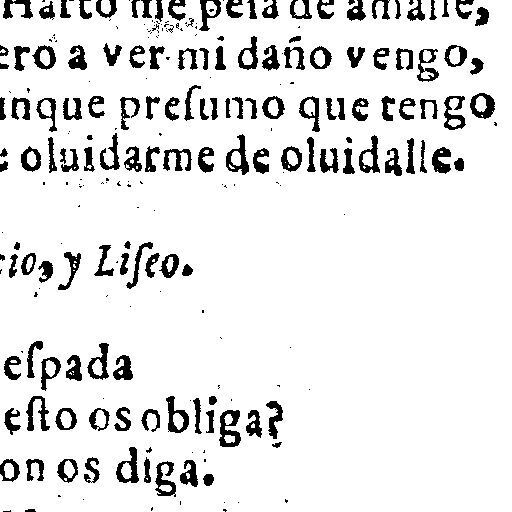 Harto me peſa de amalle,
ero a ver mi daño vengo,
unque preſumo que tengo
e oluidarme de oluidalle.
cio, y Liſeo.
eſpada
eſto os obliga?
on os diga.